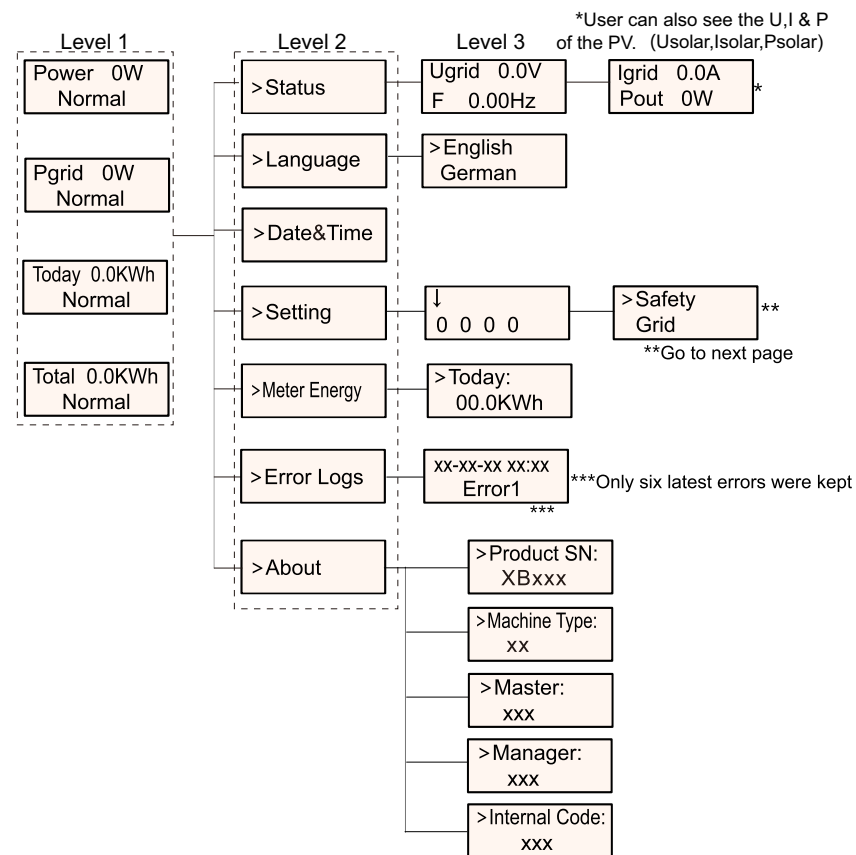 *User can also see the U,I & P
of the PV. (Usolar,Isolar,Psolar)
Level 1
Level 2
Level 3
Power 0W
Normal
Pgrid 0W
Normal
Today 0.0KWh
Normal
Total 0.0KWh
Normal
>Status
Ugrid 0.0V
F 0.00Hz
Igrid 0.0A
Pout 0W
*
>Language
>English
German
>Date&Time
>Setting
↓
0 0 0 0
>Safety
Grid
**
**Go to next page
>Meter Energy
>Today:
00.0KWh
>Error Logs
xx-xx-xx xx:xx
Error1
***Only six latest errors were kept
***
>About
>Product SN:
XBxxx
>Machine Type:
xx
>Master:
xxx
>Manager:
xxx
>Internal Code:
xxx